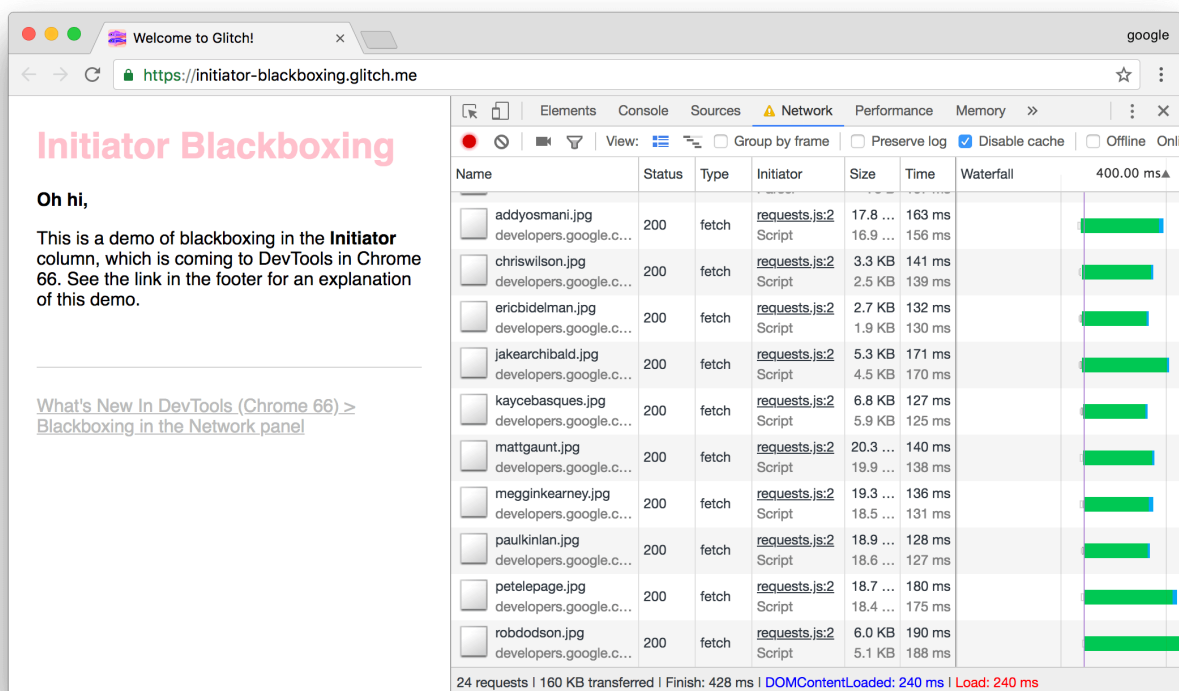 Welcome to Glitch!
google
https://initiator-blackboxing.glitch.me
Initiator Blackboxing
Oh hi,
This is a demo of blackboxing in the Initiator
column, which is coming to DevTools in Chrome
66. See the link in the footer for an explanation
of this demo.
What's New In DevTools (Chrome 66) >
Blackboxing in the Network panel
Elements Console Sources Network Performance Memory »
View: Group by frame Preserve log Disable cache Offline Onl
Name Status Type Initiator Size Time Waterfall 400.00 ms▲
addyosmani.jpg 200 fetch requests.js:2 17.8 ... 163 ms
developers.google.c... Script 16.9 ... 156 ms
chriswilson.jpg 200 fetch requests.js:2 3.3 KB 141 ms
developers.google.c... Script 2.5 KB 139 ms
ericbidelman.jpg 200 fetch requests.js:2 2.7 KB 132 ms
developers.google.c... Script 1.9 KB 130 ms
jakearchibald.jpg 200 fetch requests.js:2 5.3 KB 171 ms
developers.google.c... Script 4.5 KB 170 ms
kaycebasques.jpg 200 fetch requests.js:2 6.8 KB 127 ms
developers.google.c... Script 5.9 KB 125 ms
mattgaunt.jpg 200 fetch requests.js:2 20.3 ... 140 ms
developers.google.c... Script 19.9 ... 138 ms
megginkearney.jpg 200 fetch requests.js:2 19.3 ... 136 ms
developers.google.c... Script 18.5 ... 131 ms
paulkinlan.jpg 200 fetch requests.js:2 18.9 ... 128 ms
developers.google.c... Script 18.6 ... 127 ms
petelepage.jpg 200 fetch requests.js:2 18.7 ... 180 ms
developers.google.c... Script 18.4 ... 175 ms
robdodson.jpg 200 fetch requests.js:2 6.0 KB 190 ms
developers.google.c... Script 5.1 KB 188 ms
24 requests | 160 KB transferred | Finish: 428 ms | DOMContentLoaded: 240 ms | Load: 240 ms